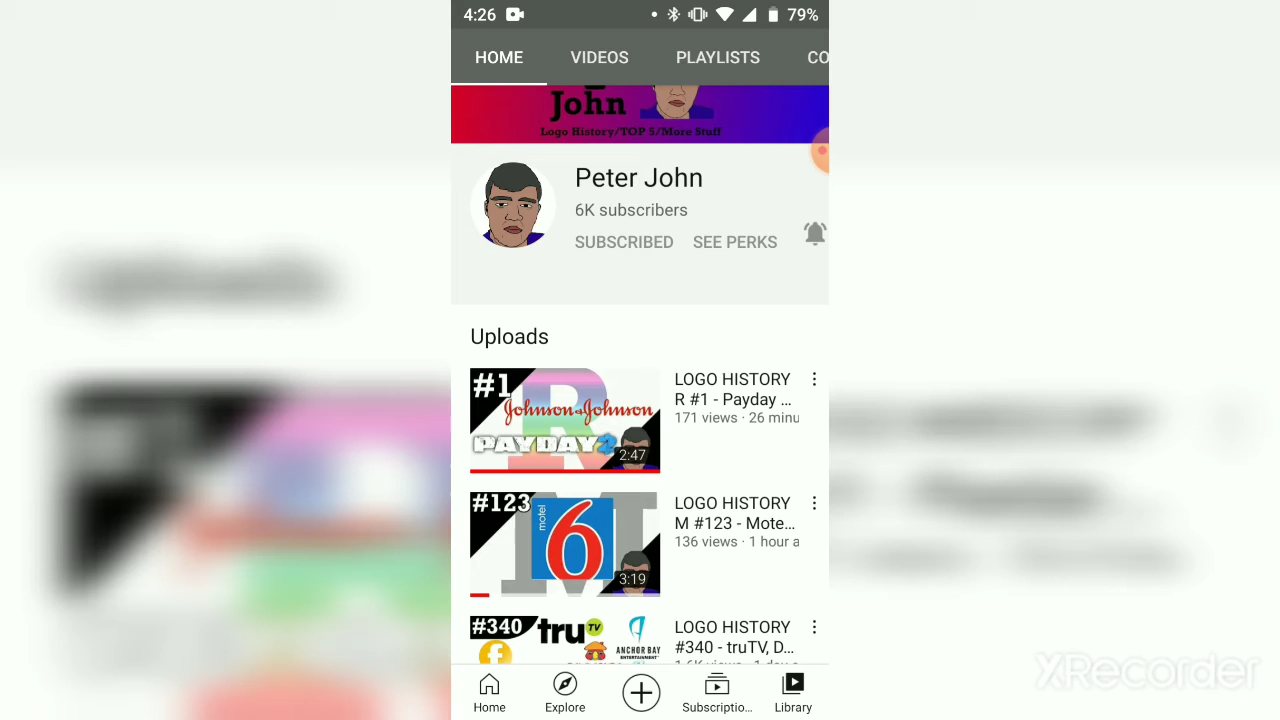 4:26 79%
HOME VIDEOS PLAYLISTS CO
John
Logo History/TOP 5/More Stuff
Peter John
6K subscribers
SUBSCRIBED SEE PERKS
Uploads
#1
Johnson & Johnson
PAYDAY 2
2:47
LOGO HISTORY
R #1 - Payday ...
171 views · 26 minu
#123
motel
6
3:19
LOGO HISTORY
M #123 - Mote...
136 views · 1 hour a
#340
tru TV
ANCHOR BAY
ENTERTAINMENT
LOGO HISTORY
#340 - truTV, D...
Home Explore Subscriptio... Library
XRecorder
Uploads